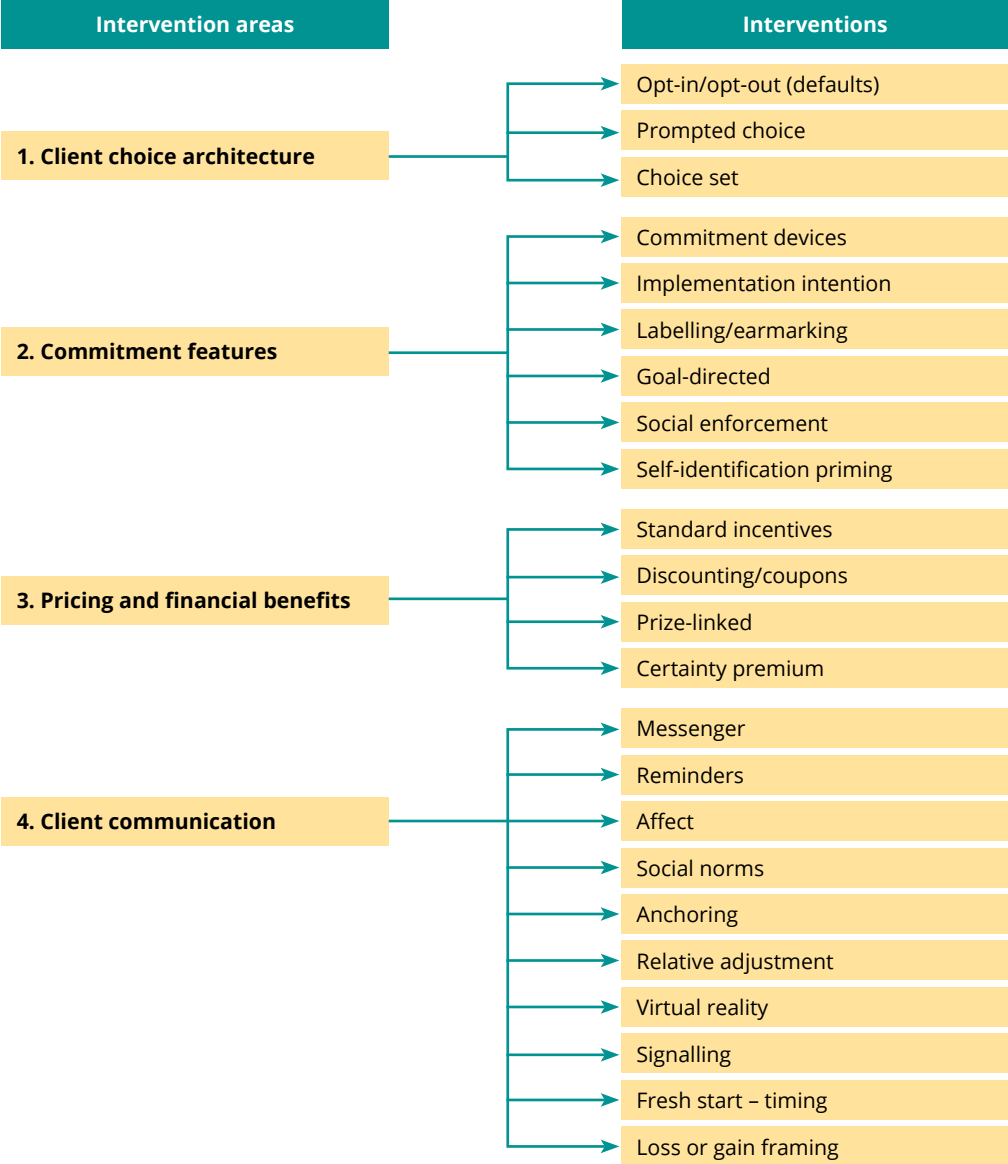 Intervention areas
Interventions
1. Client choice architecture
Opt-in/opt-out (defaults)
Prompted choice
Choice set
2. Commitment features
Commitment devices
Implementation intention
Labelling/earmarking
Goal-directed
Social enforcement
Self-identification priming
3. Pricing and financial benefits
Standard incentives
Discounting/coupons
Prize-linked
Certainty premium
4. Client communication
Messenger
Reminders
Affect
Social norms
Anchoring
Relative adjustment
Virtual reality
Signalling
Fresh start – timing
Loss or gain framing